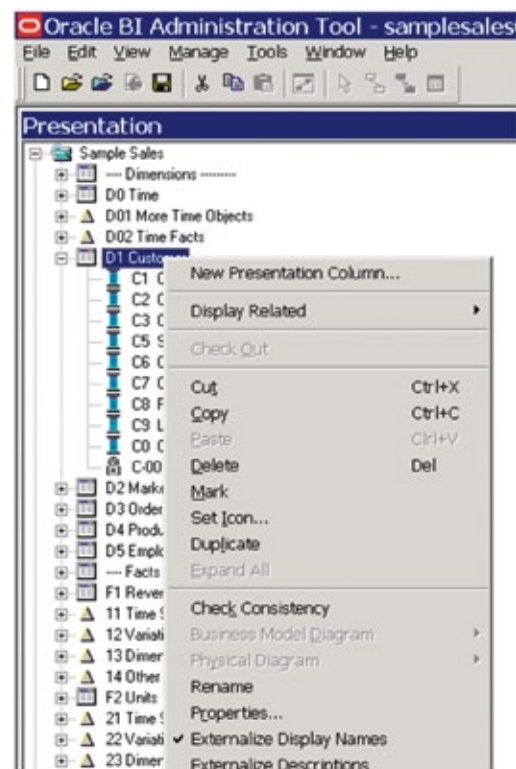 Oracle BI Administration Tool - samplesales
File Edit View Manage Tools Window Help
Presentation
Sample Sales
---- Dimensions --------
D0 Time
D01 More Time Objects
D02 Time Facts
D1 Customer
C1 C
C2 C
C3 C
C5 S
C6 C
C7 C
C8 F
C9 L
C0 C
C-00
D2 Marke
D3 Order
D4 Produ
D5 Emplo
---- Facts
F1 Rever
11 Time S
12 Variati
13 Dimer
14 Other
F2 Units
21 Time S
22 Variati
23 Dimer
New Presentation Column...
Display Related
Check Out
Cut Ctrl+X
Copy Ctrl+C
Paste Ctrl+V
Delete Del
Mark
Set Icon...
Duplicate
Expand All
Check Consistency
Business Model Diagram
Physical Diagram
Rename
Properties...
Externalize Display Names
Externalize Descriptions